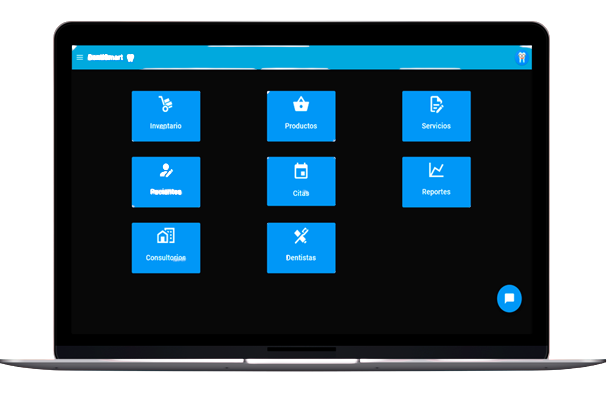 Inventario
Productos
Servicios
Citas
Reportes
Consultorios
Dentistas